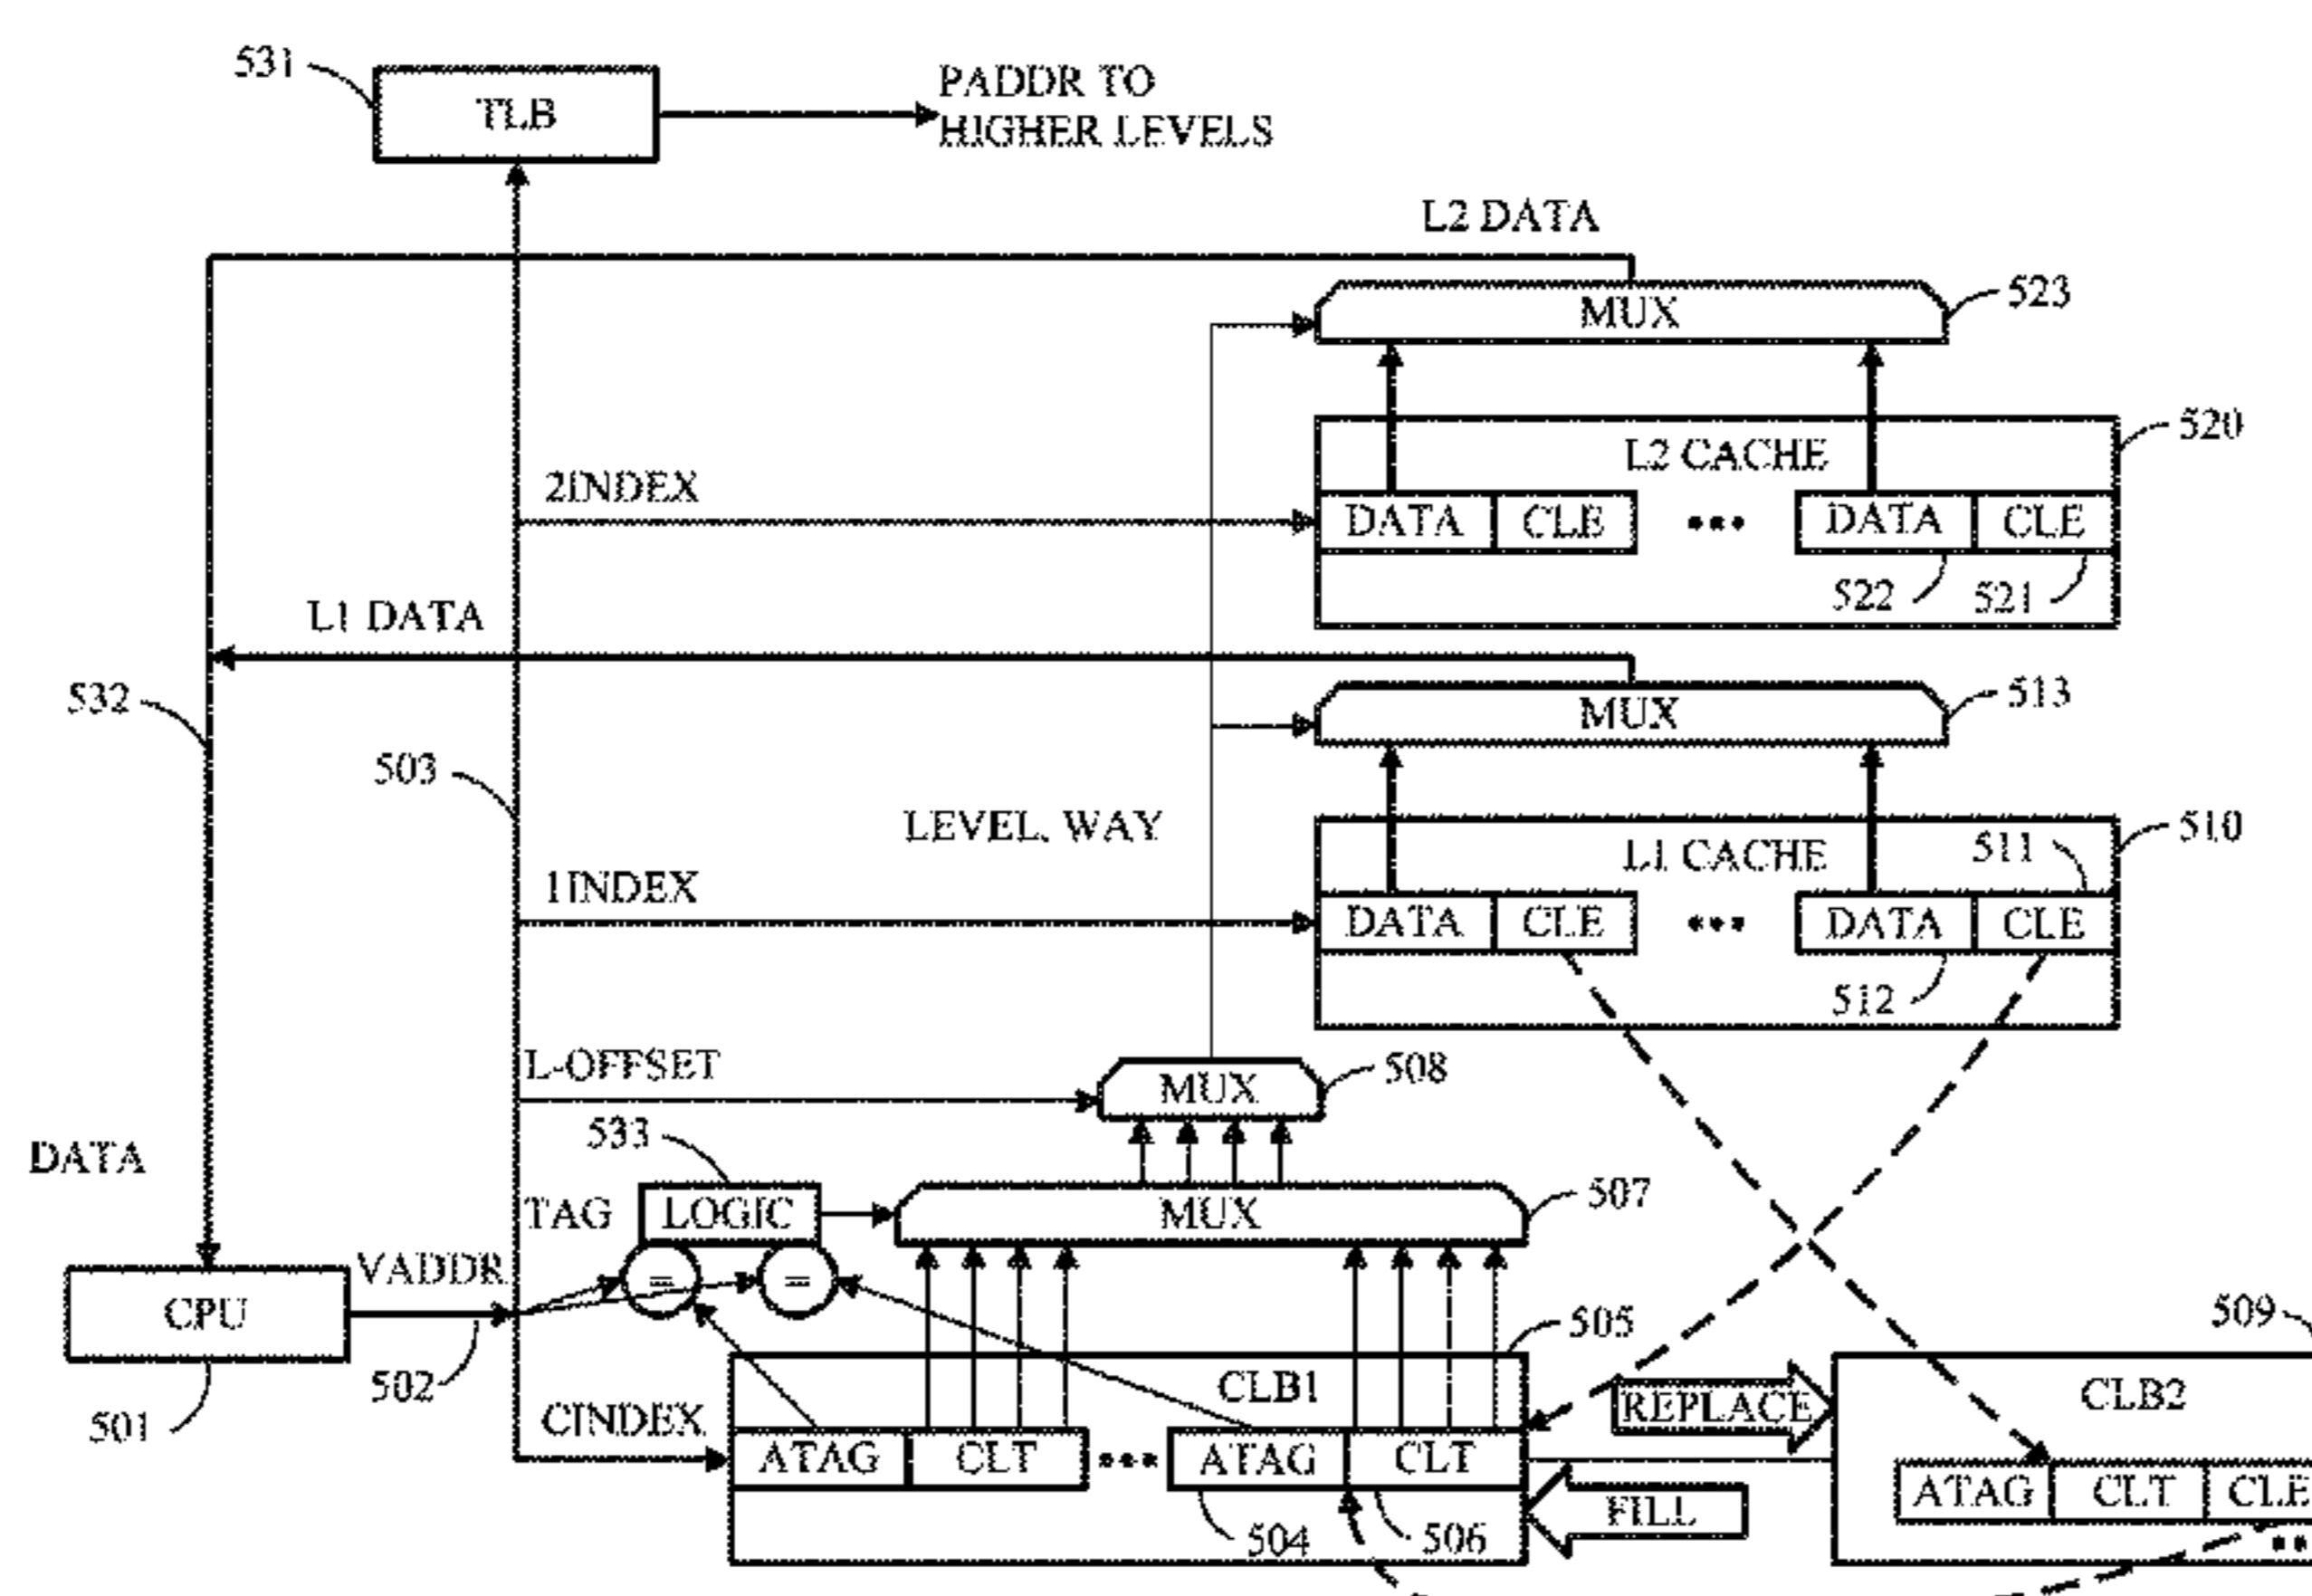 531
TLB
PADDR TO
HIGHER LEVELS
L2 DATA
MUX
523
L2 CACHE
520
2INDEX
DATA CLE ••• DATA CLE
522 521
L1 DATA
532
MUX
513
503
LEVEL, WAY
L1 CACHE
511
510
1INDEX
DATA CLE ••• DATA CLE
512
L-OFFSET
MUX
508
533
DATA
TAG
LOGIC
MUX
507
VADDR
=
=
CPU
502
501
505
509
CLB1
REPLACE
CLB2
CINDEX
ATAG CLT ••• ATAG CLT
504
506
FILL
ATAG CLT CLE